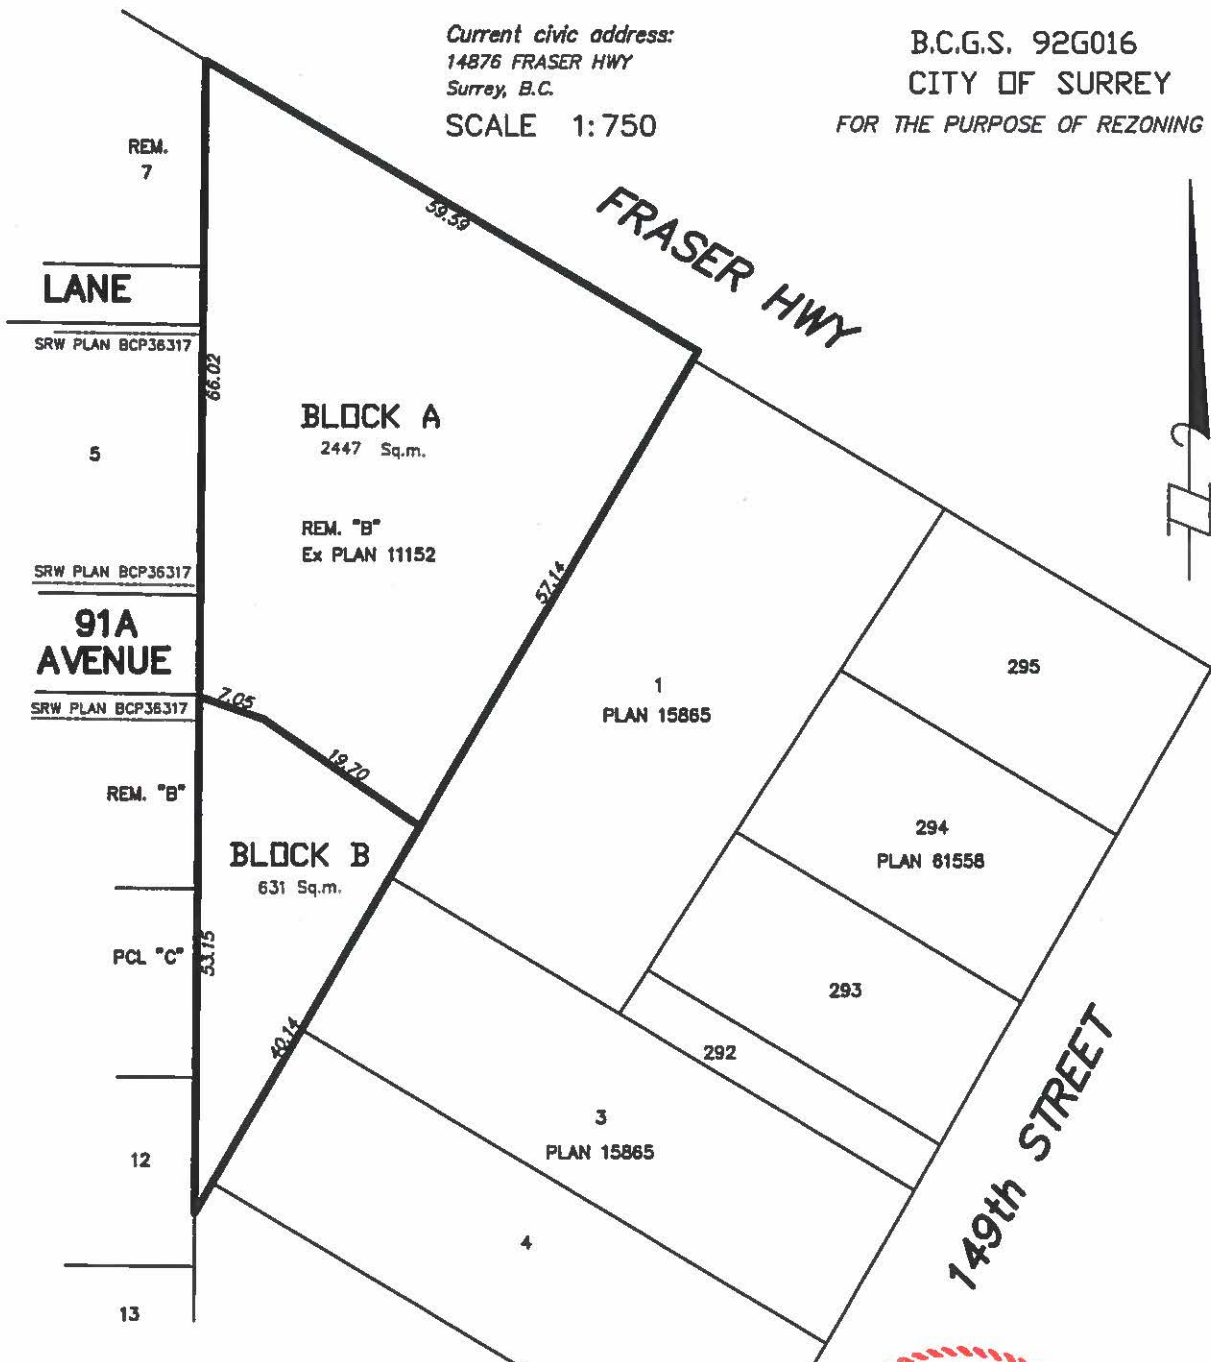 Current civic address:
14876 FRASER HWY
Surrey, B.C.
SCALE 1:750
B.C.G.S. 92G016
CITY OF SURREY
FOR THE PURPOSE OF REZONING
REM.
7
59.59
FRASER HWY
LANE
SRW PLAN BCP36317
66.02
BLOCK A
2447 Sq.m.
5
REM. "B"
Ex PLAN 11152
SRW PLAN BCP36317
57.14
91A
AVENUE
SRW PLAN BCP36317
7.05
19.70
1
PLAN 15865
295
REM. "B"
294
PLAN 61558
BLOCK B
631 Sq.m.
PCL "C"
53.15
293
40.14
292
3
PLAN 15865
12
149th STREET
4
13